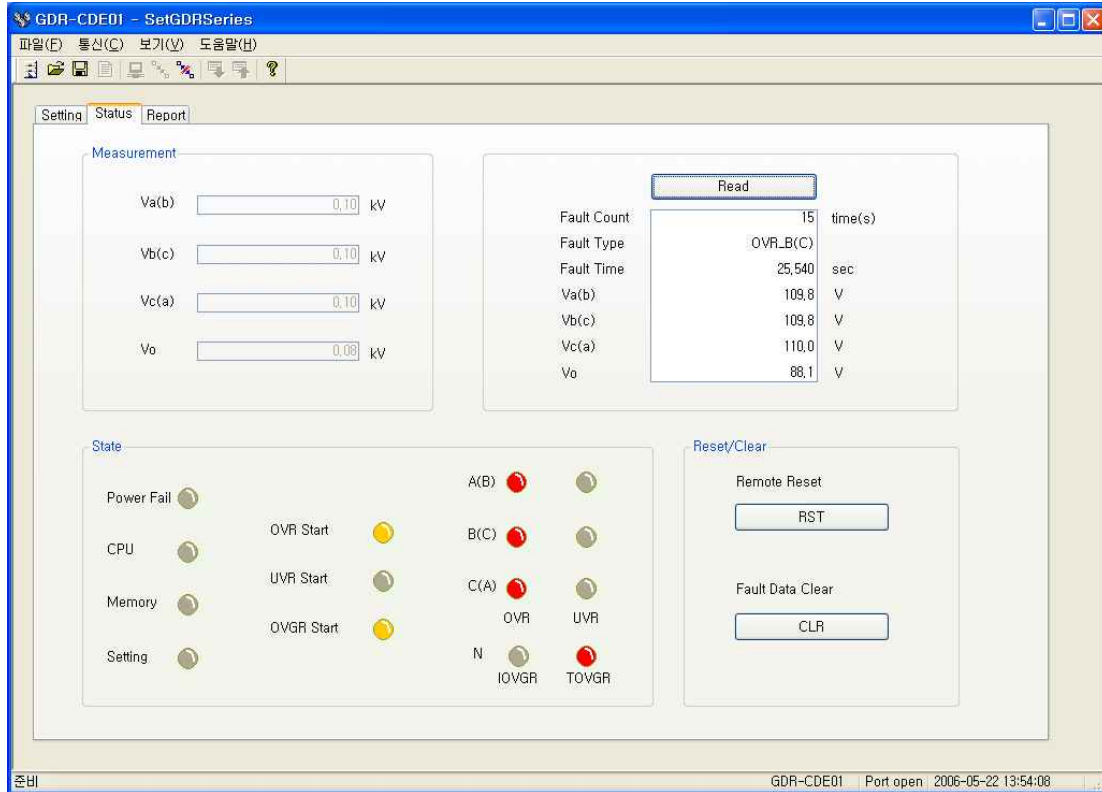 GDR-CDE01 - SetGDRSeries
파일(F) 통신(C) 보기(V) 도움말(H)
Setting Status Report
Measurement
Va(b) 0,10 kV
Vb(c) 0,10 kV
Vc(a) 0,10 kV
Vo 0,08 kV
Read
Fault Count 15 time(s)
Fault Type OVR_B(C)
Fault Time 25,540 sec
Va(b) 109,8 V
Vb(c) 109,8 V
Vc(a) 110,0 V
Vo 88,1 V
State
Power Fail
CPU
Memory
Setting
OVR Start
UVR Start
OVGR Start
A(B)
B(C)
C(A)
OVR UVR
N
IOVGR TOVGR
Reset/Clear
Remote Reset
RST
Fault Data Clear
CLR
준비 GDR-CDE01 Port open 2006-05-22 13:54:08